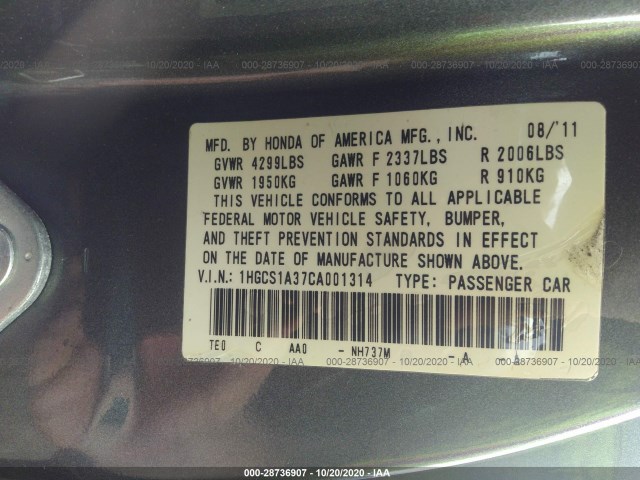 000-28736907 - 10/20/2020 - IAA
000-28736907 - 10/20/2020 - IAA
MFD. BY HONDA OF AMERICA MFG., INC. 08/'11
GVWR 4299LBS GAWR F 2337LBS R 2006LBS
GVWR 1950KG GAWR F 1060KG R 910KG
THIS VEHICLE CONFORMS TO ALL APPLICABLE
FEDERAL MOTOR VEHICLE SAFETY, BUMPER,
AND THEFT PREVENTION STANDARDS IN EFFECT
ON THE DATE OF MANUFACTURE SHOWN ABOVE.
V.I.N.: 1HGCS1A37CA001314 TYPE: PASSENGER CAR
TE0 C AA0 - NH737M - A - A
10/20/2020 - IAA 000-28736907 - 10/20/2020 - IAA 000-28736907 - 10/20/2020 - IAA
000-28736907 - 10/20/2020 - IAA